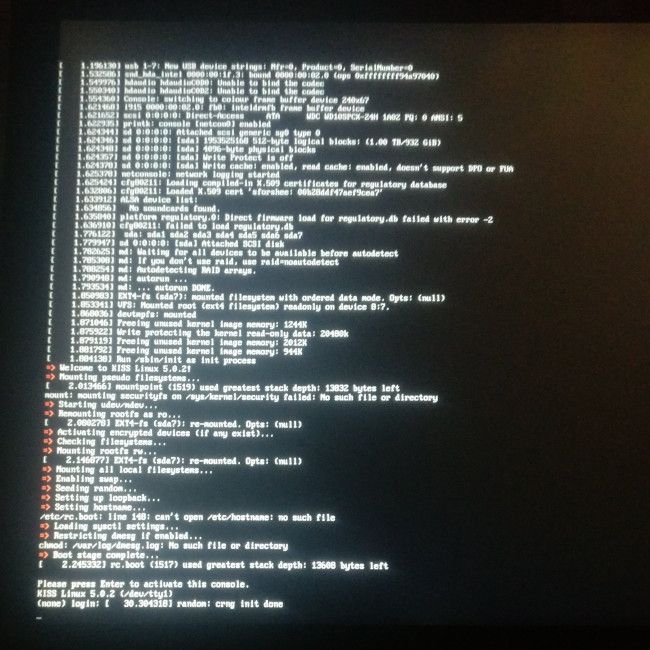 [ 1.196130] usb 1-7: New USB device strings: Mfr=0, Product=0, SerialNumber=0
[ 1.532506] snd_hda_intel 0000:00:1f.3: bound 0000:00:02.0 (ops 0xffffffff94a97040)
[ 1.549976] hdaudio hdaudioC0D0: Unable to bind the codec
[ 1.550340] hdaudio hdaudioC0D2: Unable to bind the codec
[ 1.554360] Console: switching to colour frame buffer device 240x67
[ 1.621460] i915 0000:00:02.0: fb0: inteldrmfb frame buffer device
[ 1.621652] scsi 0:0:0:0: Direct-Access ATA WDC WD10SPCX-24H 1A02 PQ: 0 ANSI: 5
[ 1.622935] printk: console [netcon0] enabled
[ 1.624344] sd 0:0:0:0: Attached scsi generic sg0 type 0
[ 1.624346] sd 0:0:0:0: [sda] 1953525168 512-byte logical blocks: (1.00 TB/932 GiB)
[ 1.624348] sd 0:0:0:0: [sda] 4096-byte physical blocks
[ 1.624357] sd 0:0:0:0: [sda] Write Protect is off
[ 1.624378] sd 0:0:0:0: [sda] Write cache: enabled, read cache: enabled, doesn't support DPO or FUA
[ 1.625378] netconsole: network logging started
[ 1.625424] cfg80211: Loading compiled-in X.509 certificates for regulatory database
[ 1.632806] cfg80211: Loaded X.509 cert 'sforshee: 00b28ddf47aef9cea7'
[ 1.633912] ALSA device list:
[ 1.634856] No soundcards found.
[ 1.635840] platform regulatory.0: Direct firmware load for regulatory.db failed with error -2
[ 1.636910] cfg80211: failed to load regulatory.db
[ 1.776122] sda: sda1 sda2 sda3 sda4 sda5 sda6 sda7
[ 1.779947] sd 0:0:0:0: [sda] Attached SCSI disk
[ 1.782625] md: Waiting for all devices to be available before autodetect
[ 1.785388] md: If you don't use raid, use raid=noautodetect
[ 1.788254] md: Autodetecting RAID arrays.
[ 1.790948] md: autorun ...
[ 1.793534] md: ... autorun DONE.
[ 1.850983] EXT4-fs (sda7): mounted filesystem with ordered data mode. Opts: (null)
[ 1.853341] VFS: Mounted root (ext4 filesystem) readonly on device 8:7.
[ 1.868036] devtmpfs: mounted
[ 1.871046] Freeing unused kernel image memory: 1244K
[ 1.875922] Write protecting the kernel read-only data: 20480k
[ 1.879119] Freeing unused kernel image memory: 2012K
[ 1.881792] Freeing unused kernel image memory: 944K
[ 1.884138] Run /sbin/init as init process
=> Welcome to KISS Linux 5.0.2!
=> Mounting pseudo filesystems...
[ 2.013466] mountpoint (1519) used greatest stack depth: 13832 bytes left
mount: mounting securityfs on /sys/kernel/security failed: No such file or directory
=> Starting udev/mdev...
=> Remounting rootfs as ro...
[ 2.080278] EXT4-fs (sda7): re-mounted. Opts: (null)
=> Activating encrypted devices (if any exist)...
=> Checking filesystems...
=> Mounting rootfs rw...
[ 2.146877] EXT4-fs (sda7): re-mounted. Opts: (null)
=> Mounting all local filesystems...
=> Enabling swap...
=> Seeding random...
=> Setting up loopback...
=> Setting hostname...
/etc/rc.boot: line 148: can't open /etc/hostname: no such file
=> Loading sysctl settings...
=> Restricting dmesg if enabled...
chmod: /var/log/dmesg.log: No such file or directory
=> Boot stage complete...
[ 2.245332] rc.boot (1517) used greatest stack depth: 13608 bytes left
Please press Enter to activate this console.
KISS Linux 5.0.2 (/dev/tty1)
(none) login: [ 30.304318] random: crng init done
_